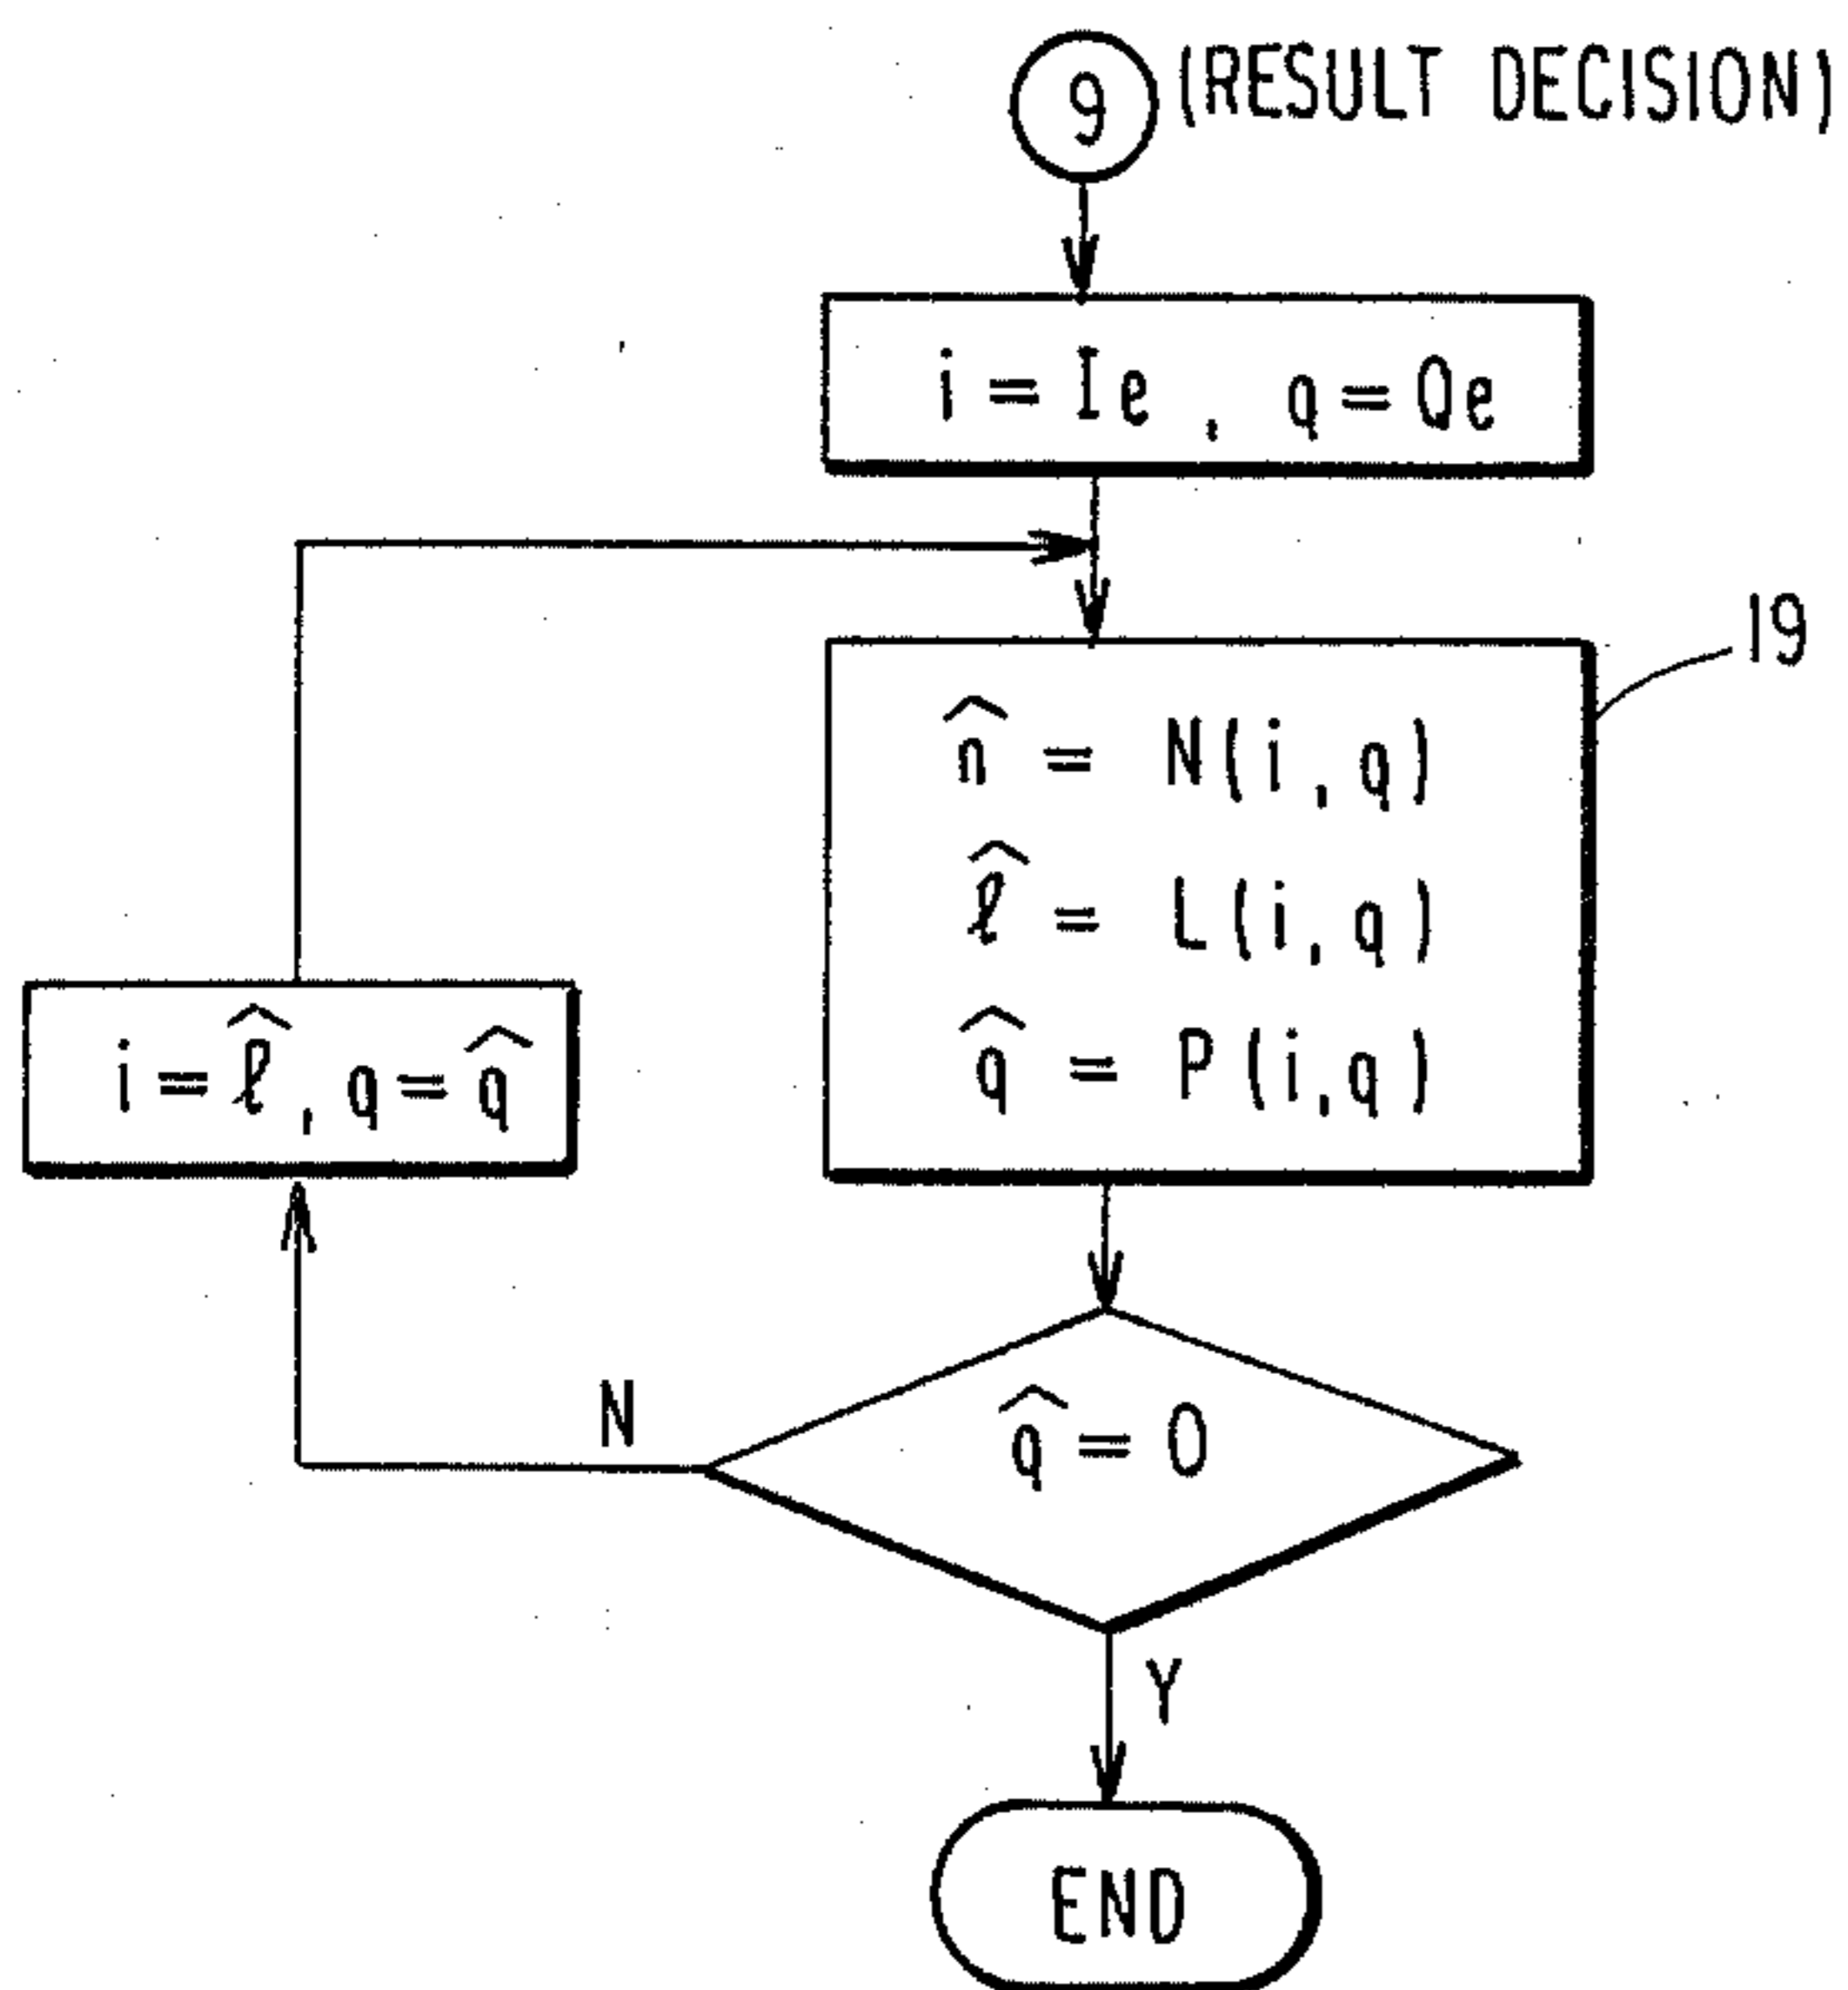 9 (RESULT DECISION)
i = Ie , q = Qe
19
n̂ = N(i,q)
ℓ̂ = L(i,q)
q̂ = P(i,q)
i = ℓ̂, q = q̂
q̂ = 0
N
Y
END